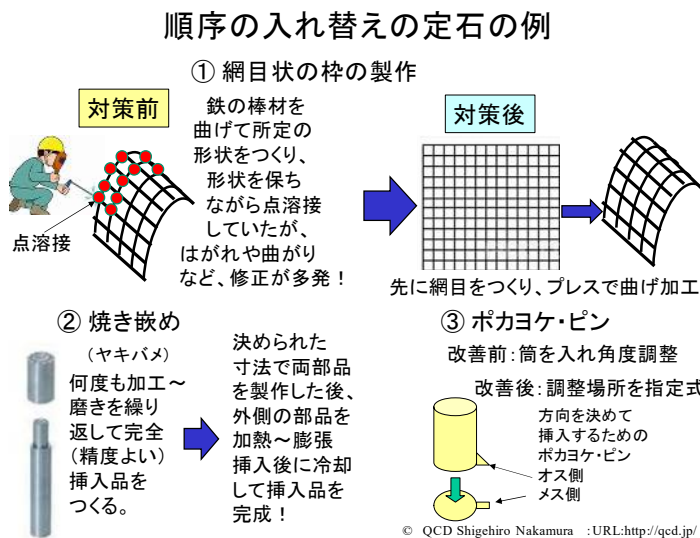 順序の入れ替えの定石の例
① 網目状の枠の製作
対策前
鉄の棒材を
曲げて所定の
形状をつくり、
形状を保ち
ながら点溶接
していたが、
はがれや曲がり
など、修正が多発！
点溶接
対策後
先に網目をつくり、プレスで曲げ加工
② 焼き嵌め
（ヤキバメ）
何度も加工～
磨きを繰り
返して完全
（精度よい）
挿入品を
つくる。
決められた
寸法で両部品
を製作した後、
外側の部品を
加熱～膨張
挿入後に冷却
して挿入品を
完成！
③ ポカヨケ・ピン
改善前：筒を入れ角度調整
改善後：調整場所を指定式
方向を決めて
挿入するための
ポカヨケ・ピン
オス側
メス側
© QCD Shigehiro Nakamura :URL:http://qcd.jp/